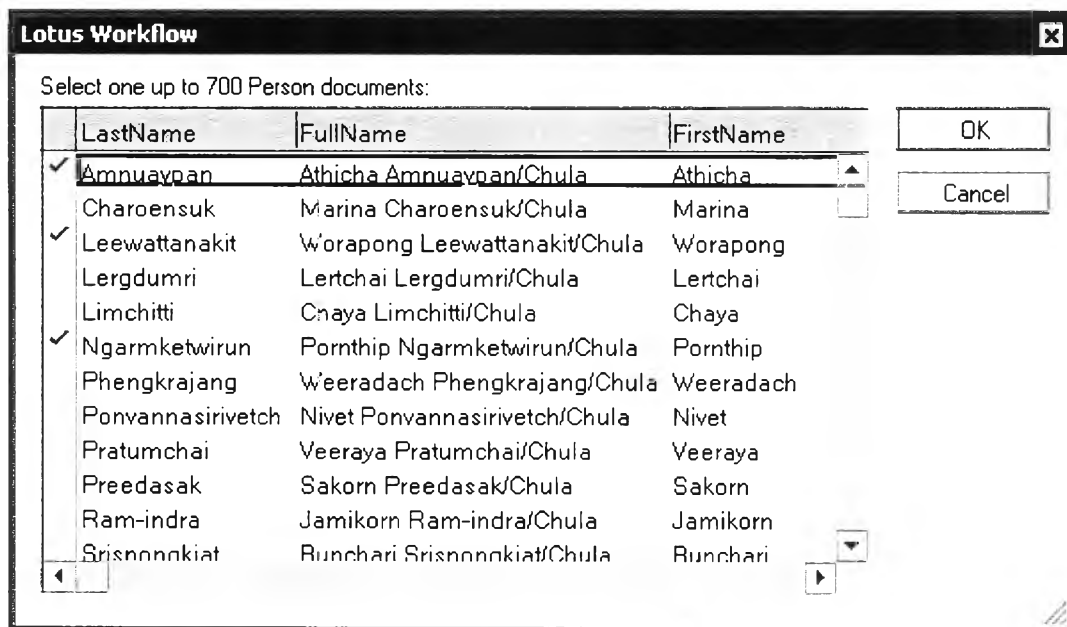 Lotus Workflow
Select one up to 700 Person documents:
LastName FullName FirstName
OK
Amnuaypan Athicha Amnuaypan/Chula Athicha
Cancel
Charoensuk Marina Charoensuk/Chula Marina
Leewattanakit Worapong Leewattanakit/Chula Worapong
Lergdumri Lertchai Lergdumri/Chula Lertchai
Limchitti Chaya Limchitti/Chula Chaya
Ngarmketwirun Pornthip Ngarmketwirun/Chula Pornthip
Phengkrajang Weeradach Phengkrajang/Chula Weeradach
Ponvannasirivetch Nivet Ponvannasirivetch/Chula Nivet
Pratumchai Veeraya Pratumchai/Chula Veeraya
Preedasak Sakorn Preedasak/Chula Sakorn
Ram-indra Jamikorn Ram-indra/Chula Jamikorn
Srisnongkiat Runchari Srisnongkiat/Chula Runchari